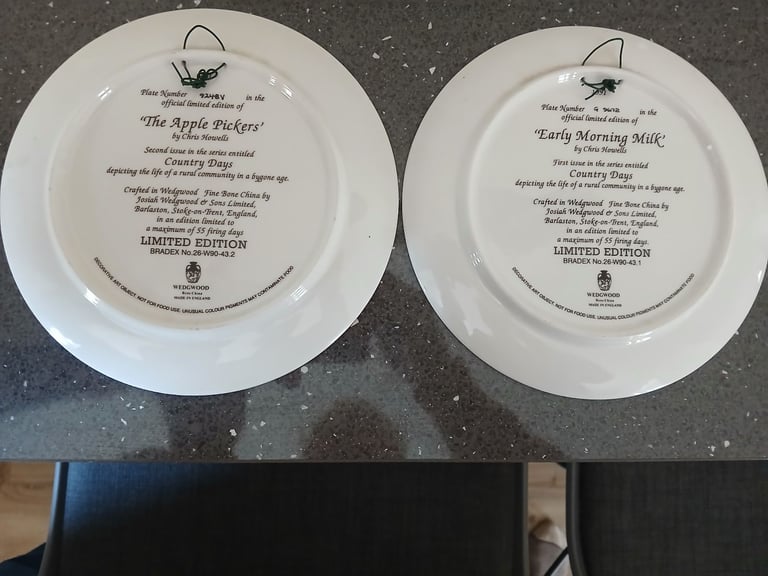 Plate Number 9248V in the
official limited edition of
'The Apple Pickers'
by Chris Howells
Second issue in the series entitled
Country Days
depicting the life of a rural community in a bygone age.
Crafted in Wedgwood Fine Bone China by
Josiah Wedgwood & Sons Limited,
Barlaston, Stoke-on-Trent, England,
in an edition limited to
a maximum of 55 firing days
LIMITED EDITION
BRADEX No.26-W90-43.2
WEDGWOOD
Bone China
MADE IN ENGLAND
DECORATIVE ART OBJECT, NOT FOR FOOD USE. UNUSUAL COLOUR PIGMENTS MAY CONTAMINATE FOOD
Plate Number G in the
official limited edition of
'Early Morning Milk'
by Chris Howells
First issue in the series entitled
Country Days
depicting the life of a rural community in a bygone age.
Crafted in Wedgwood Fine Bone China by
Josiah Wedgwood & Sons Limited,
Barlaston, Stoke-on-Trent, England,
in an edition limited to
a maximum of 55 firing days.
LIMITED EDITION
BRADEX No.26-W90-43.1
WEDGWOOD
Bone China
MADE IN ENGLAND
DECORATIVE ART OBJECT, NOT FOR FOOD USE. UNUSUAL COLOUR PIGMENTS MAY CONTAMINATE FOOD